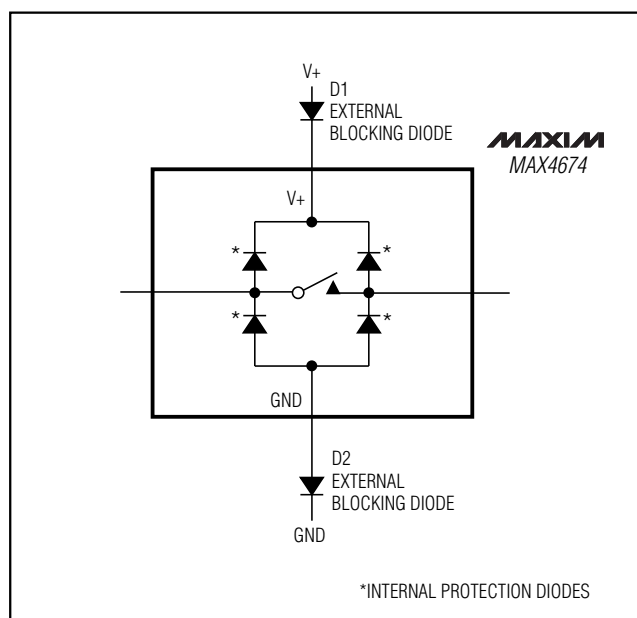 V+
D1
EXTERNAL
BLOCKING DIODE
MAXIM
MAX4674
V+
* *
* *
GND
D2
EXTERNAL
BLOCKING DIODE
GND
*INTERNAL PROTECTION DIODES